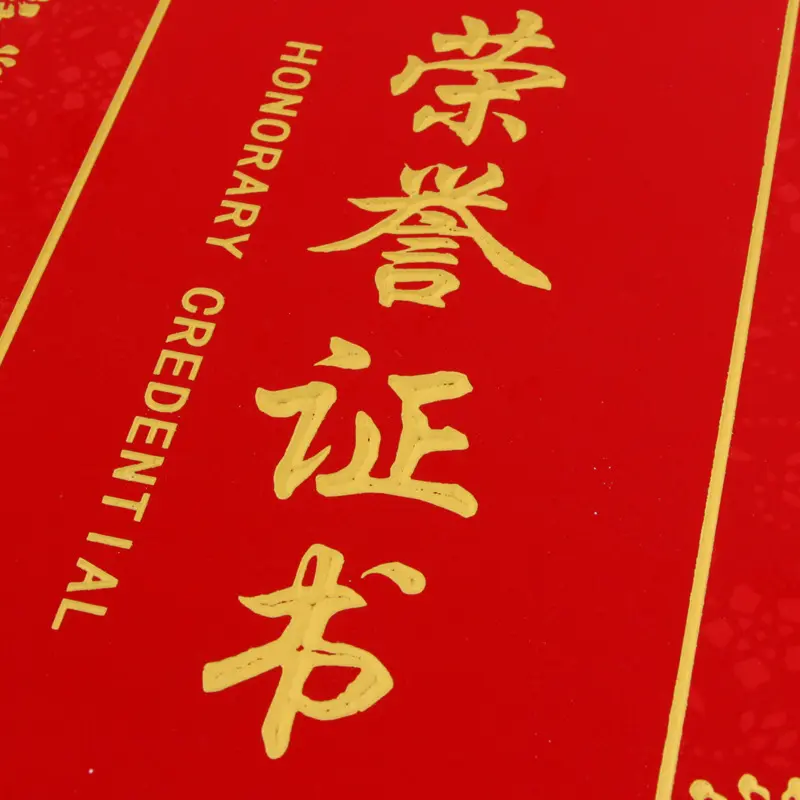 荣誉证书
HONORARY CREDENTIAL